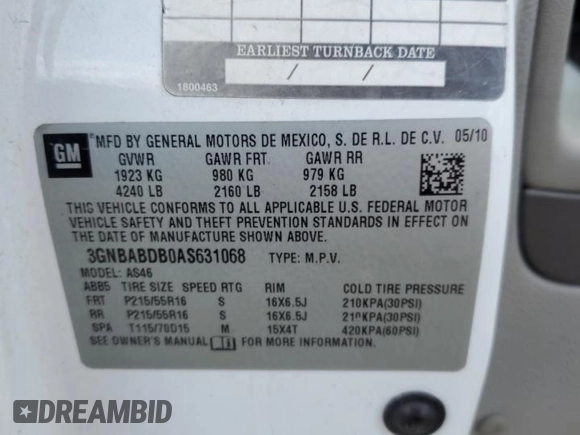 EARLIEST TURNBACK DATE
/ /
1800463
GM MFD BY GENERAL MOTORS DE MEXICO, S. DE R.L. DE C.V. 05/10
GVWR GAWR FRT. GAWR RR
1923 KG 980 KG 979 KG
4240 LB 2160 LB 2158 LB
THIS VEHICLE CONFORMS TO ALL APPLICABLE U.S. FEDERAL MOTOR
VEHICLE SAFETY AND THEFT PREVENTION STANDARDS IN EFFECT ON
THE DATE OF MANUFACTURE SHOWN ABOVE.
3GNBABDB0AS631068 TYPE: M.P.V.
MODEL: AS46
ABB5 TIRE SIZE SPEED RTG RIM COLD TIRE PRESSURE
FRT P215/55R16 S 16X6.5J 210KPA(30PSI)
RR P215/55R16 S 16X6.5J 210KPA(30PSI)
SPA T115/70D15 M 15X4T 420KPA(60PSI)
SEE OWNER'S MANUAL FOR MORE INFORMATION.
DREAMBID